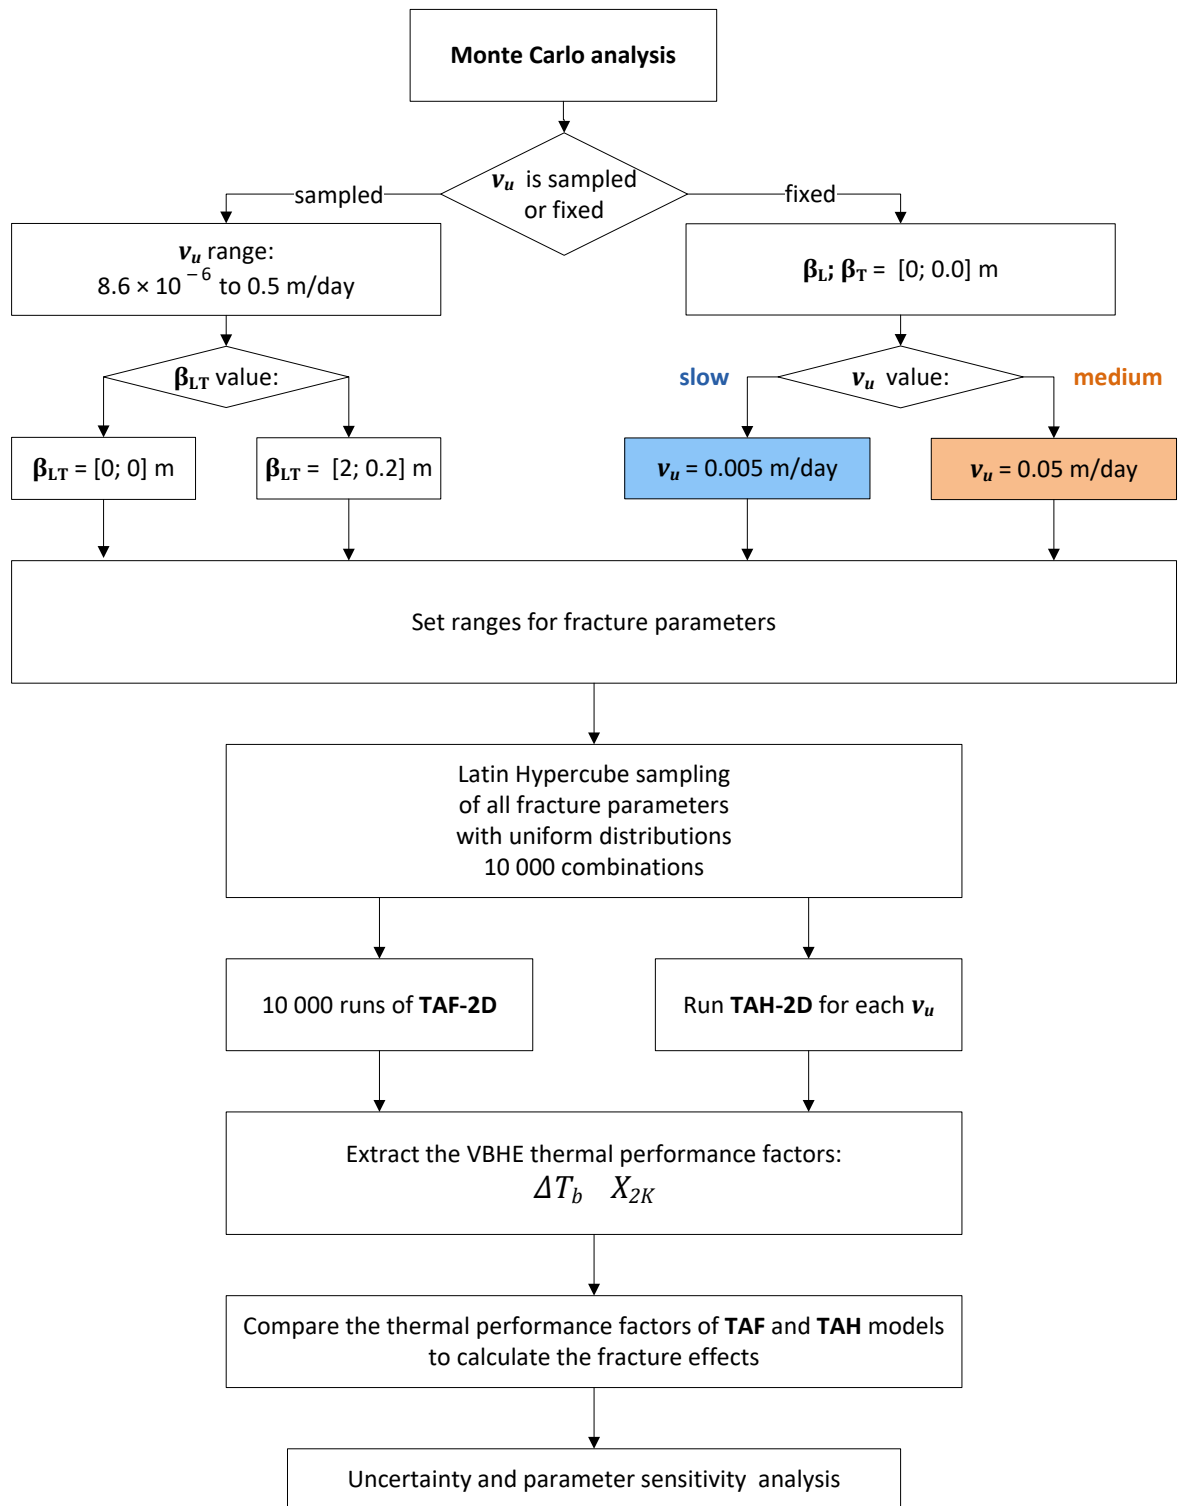 Monte Carlo analysis
v_u is sampled
or fixed
sampled
fixed
v_u range:
8.6 × 10⁻⁶ to 0.5 m/day
β_L; β_T = [0; 0.0] m
β_LT value:
slow
v_u value:
medium
β_LT = [0; 0] m
β_LT = [2; 0.2] m
v_u = 0.005 m/day
v_u = 0.05 m/day
Set ranges for fracture parameters
Latin Hypercube sampling
of all fracture parameters
with uniform distributions
10 000 combinations
10 000 runs of TAF-2D
Run TAH-2D for each v_u
Extract the VBHE thermal performance factors:
ΔT_b X_2K
Compare the thermal performance factors of TAF and TAH models
to calculate the fracture effects
Uncertainty and parameter sensitivity analysis